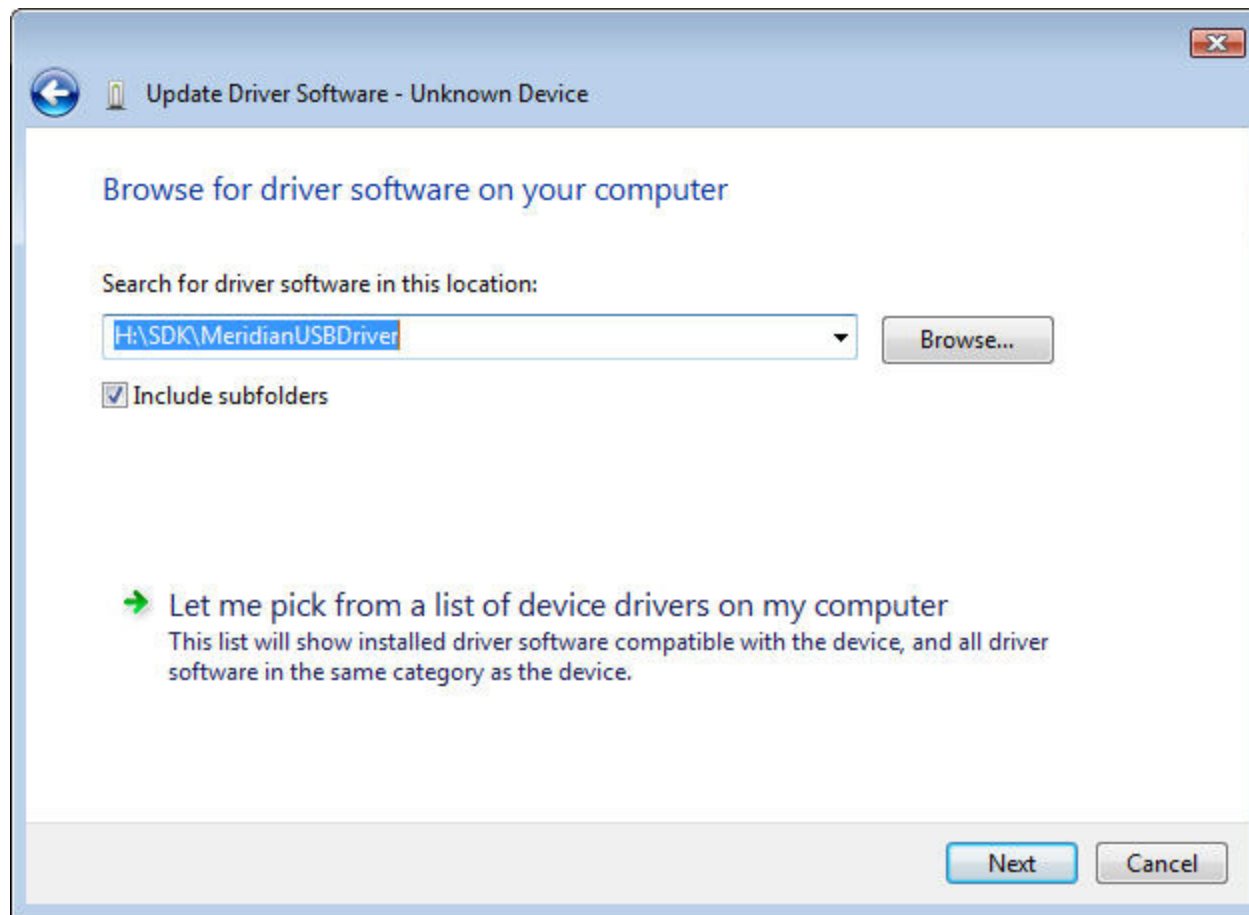 Update Driver Software - Unknown Device
Browse for driver software on your computer
Search for driver software in this location:
H:\SDK\MeridianUSBDriver
Browse...
Include subfolders
Let me pick from a list of device drivers on my computer
This list will show installed driver software compatible with the device, and all driver
software in the same category as the device.
Next
Cancel